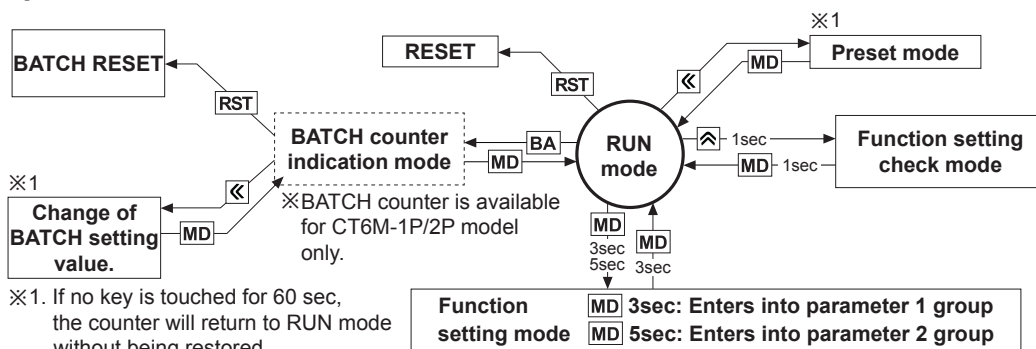 ※1
BATCH RESET
RESET
Preset mode
MD
RST
RST
≪
BATCH counter
indication mode
BA
MD
RUN
mode
1sec
MD 1sec
Function setting
check mode
※1
≪
MD
Change of
BATCH setting
value.
※BATCH counter is available
for CT6M-1P/2P model
only.
MD
3sec
5sec
MD
3sec
※1. If no key is touched for 60 sec,
the counter will return to RUN mode
without being restored
Function
setting mode
MD 3sec: Enters into parameter 1 group
MD 5sec: Enters into parameter 2 group